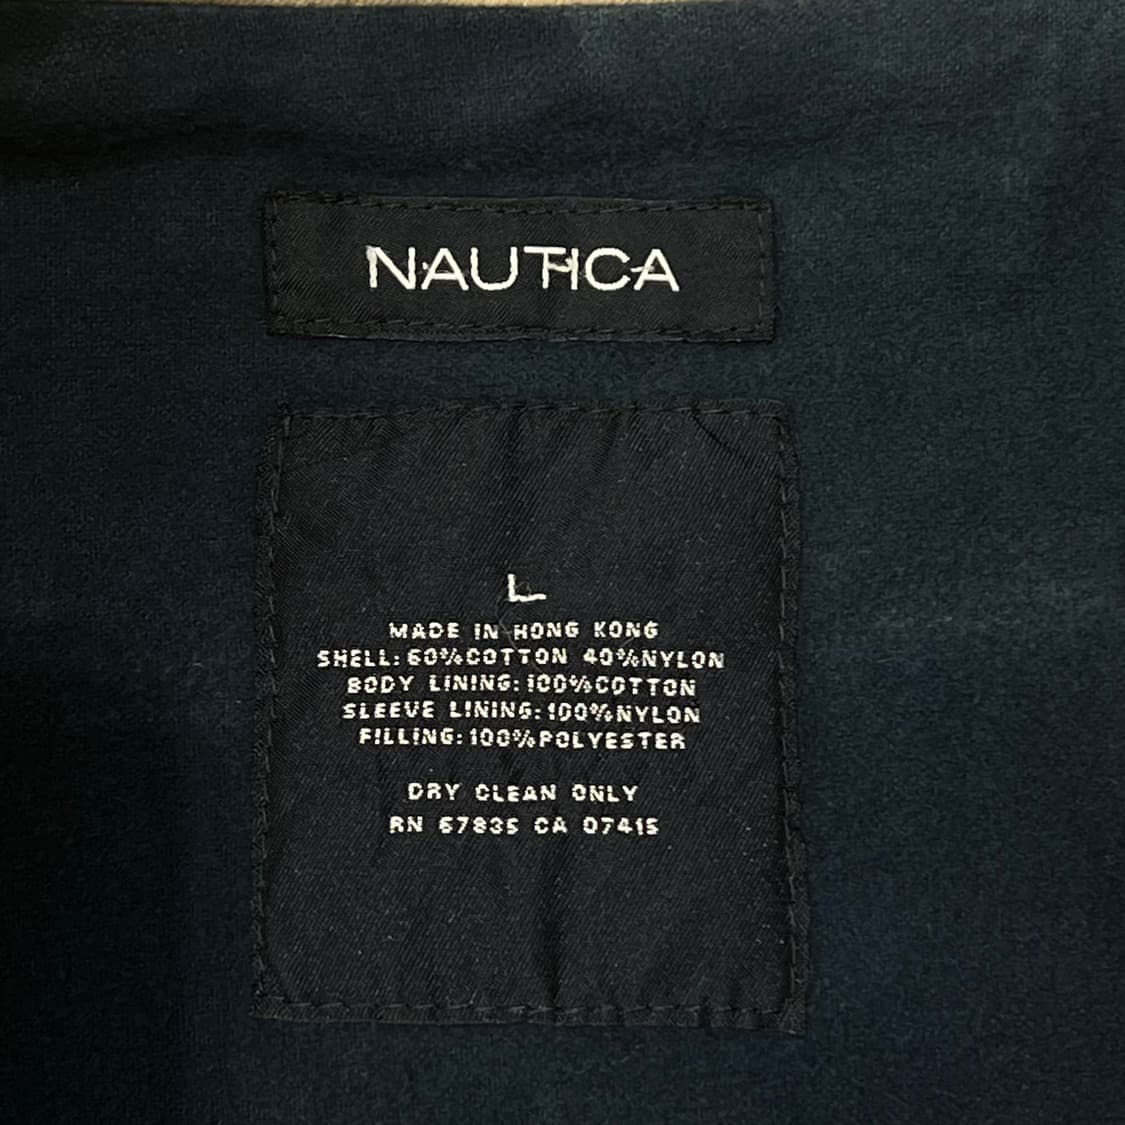 NAUTICA
L
MADE IN HONG KONG
SHELL: 60%COTTON 40%NYLON
BODY LINING: 100%COTTON
SLEEVE LINING: 100%NYLON
FILLING: 100%POLYESTER
DRY CLEAN ONLY
RN 67835 CA 07415